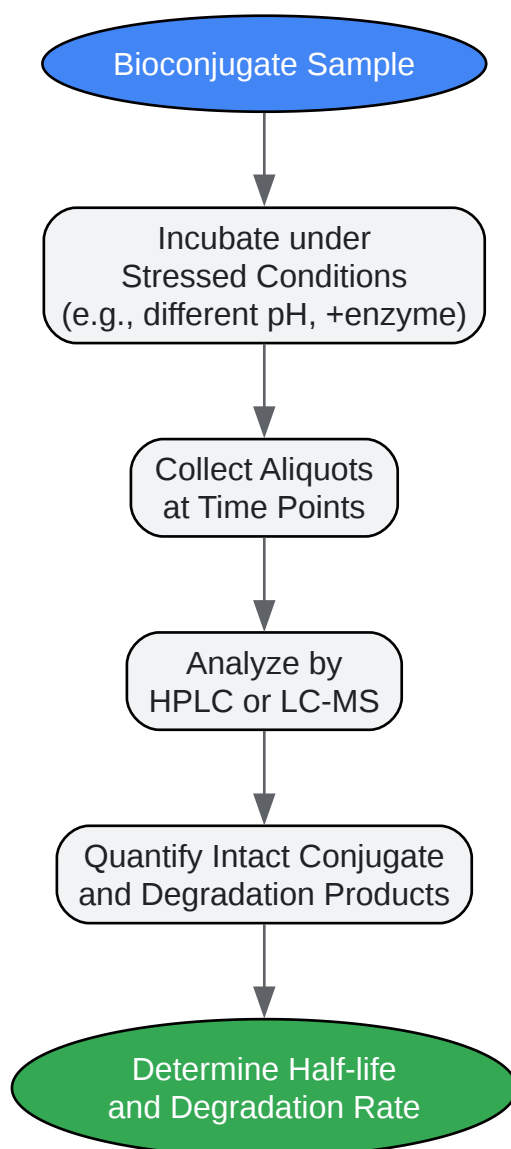 Bioconjugate Sample
Incubate under
Stressed Conditions
(e.g., different pH, +enzyme)
Collect Aliquots
at Time Points
Analyze by
HPLC or LC-MS
Quantify Intact Conjugate
and Degradation Products
Determine Half-life
and Degradation Rate